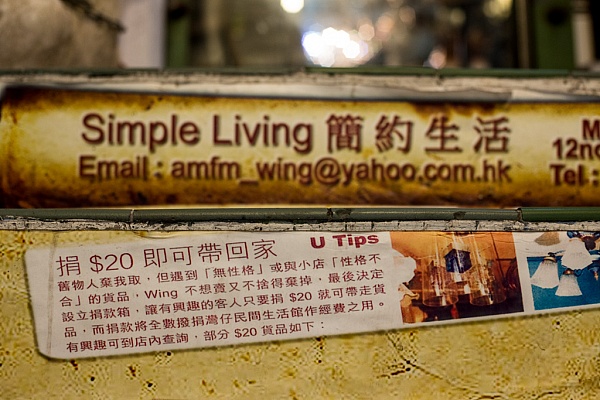 Simple Living 簡約生活
M
Email : amfm_wing@yahoo.com.hk
12no
Tel :
捐 $20 即可帶回家
U Tips
舊物人棄我取，但遇到「無性格」或與小店「性格不
合」的貨品，Wing 不想賣又不捨得棄掉，最後決定
設立捐款箱，讓有興趣的客人只要捐 $20 就可帶走貨
品，而捐款將全數撥捐灣仔民間生活館作經費之用。
有興趣可到店內查詢，部分 $20 貨品如下：